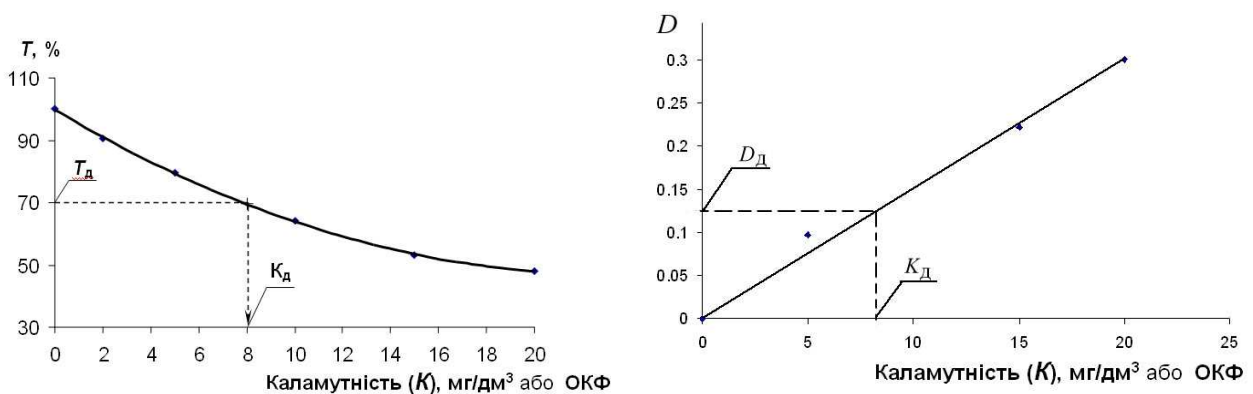 T, %
110
90
70
50
30
Tд
Kд
0 2 4 6 8 10 12 14 16 18 20
Каламутність (К), мг/дм³ або ОКФ
D
0.3
0.25
0.2
0.15
0.1
0.05
0
DД
KД
0 5 10 15 20 25
Каламутність (К), мг/дм³ або ОКФ